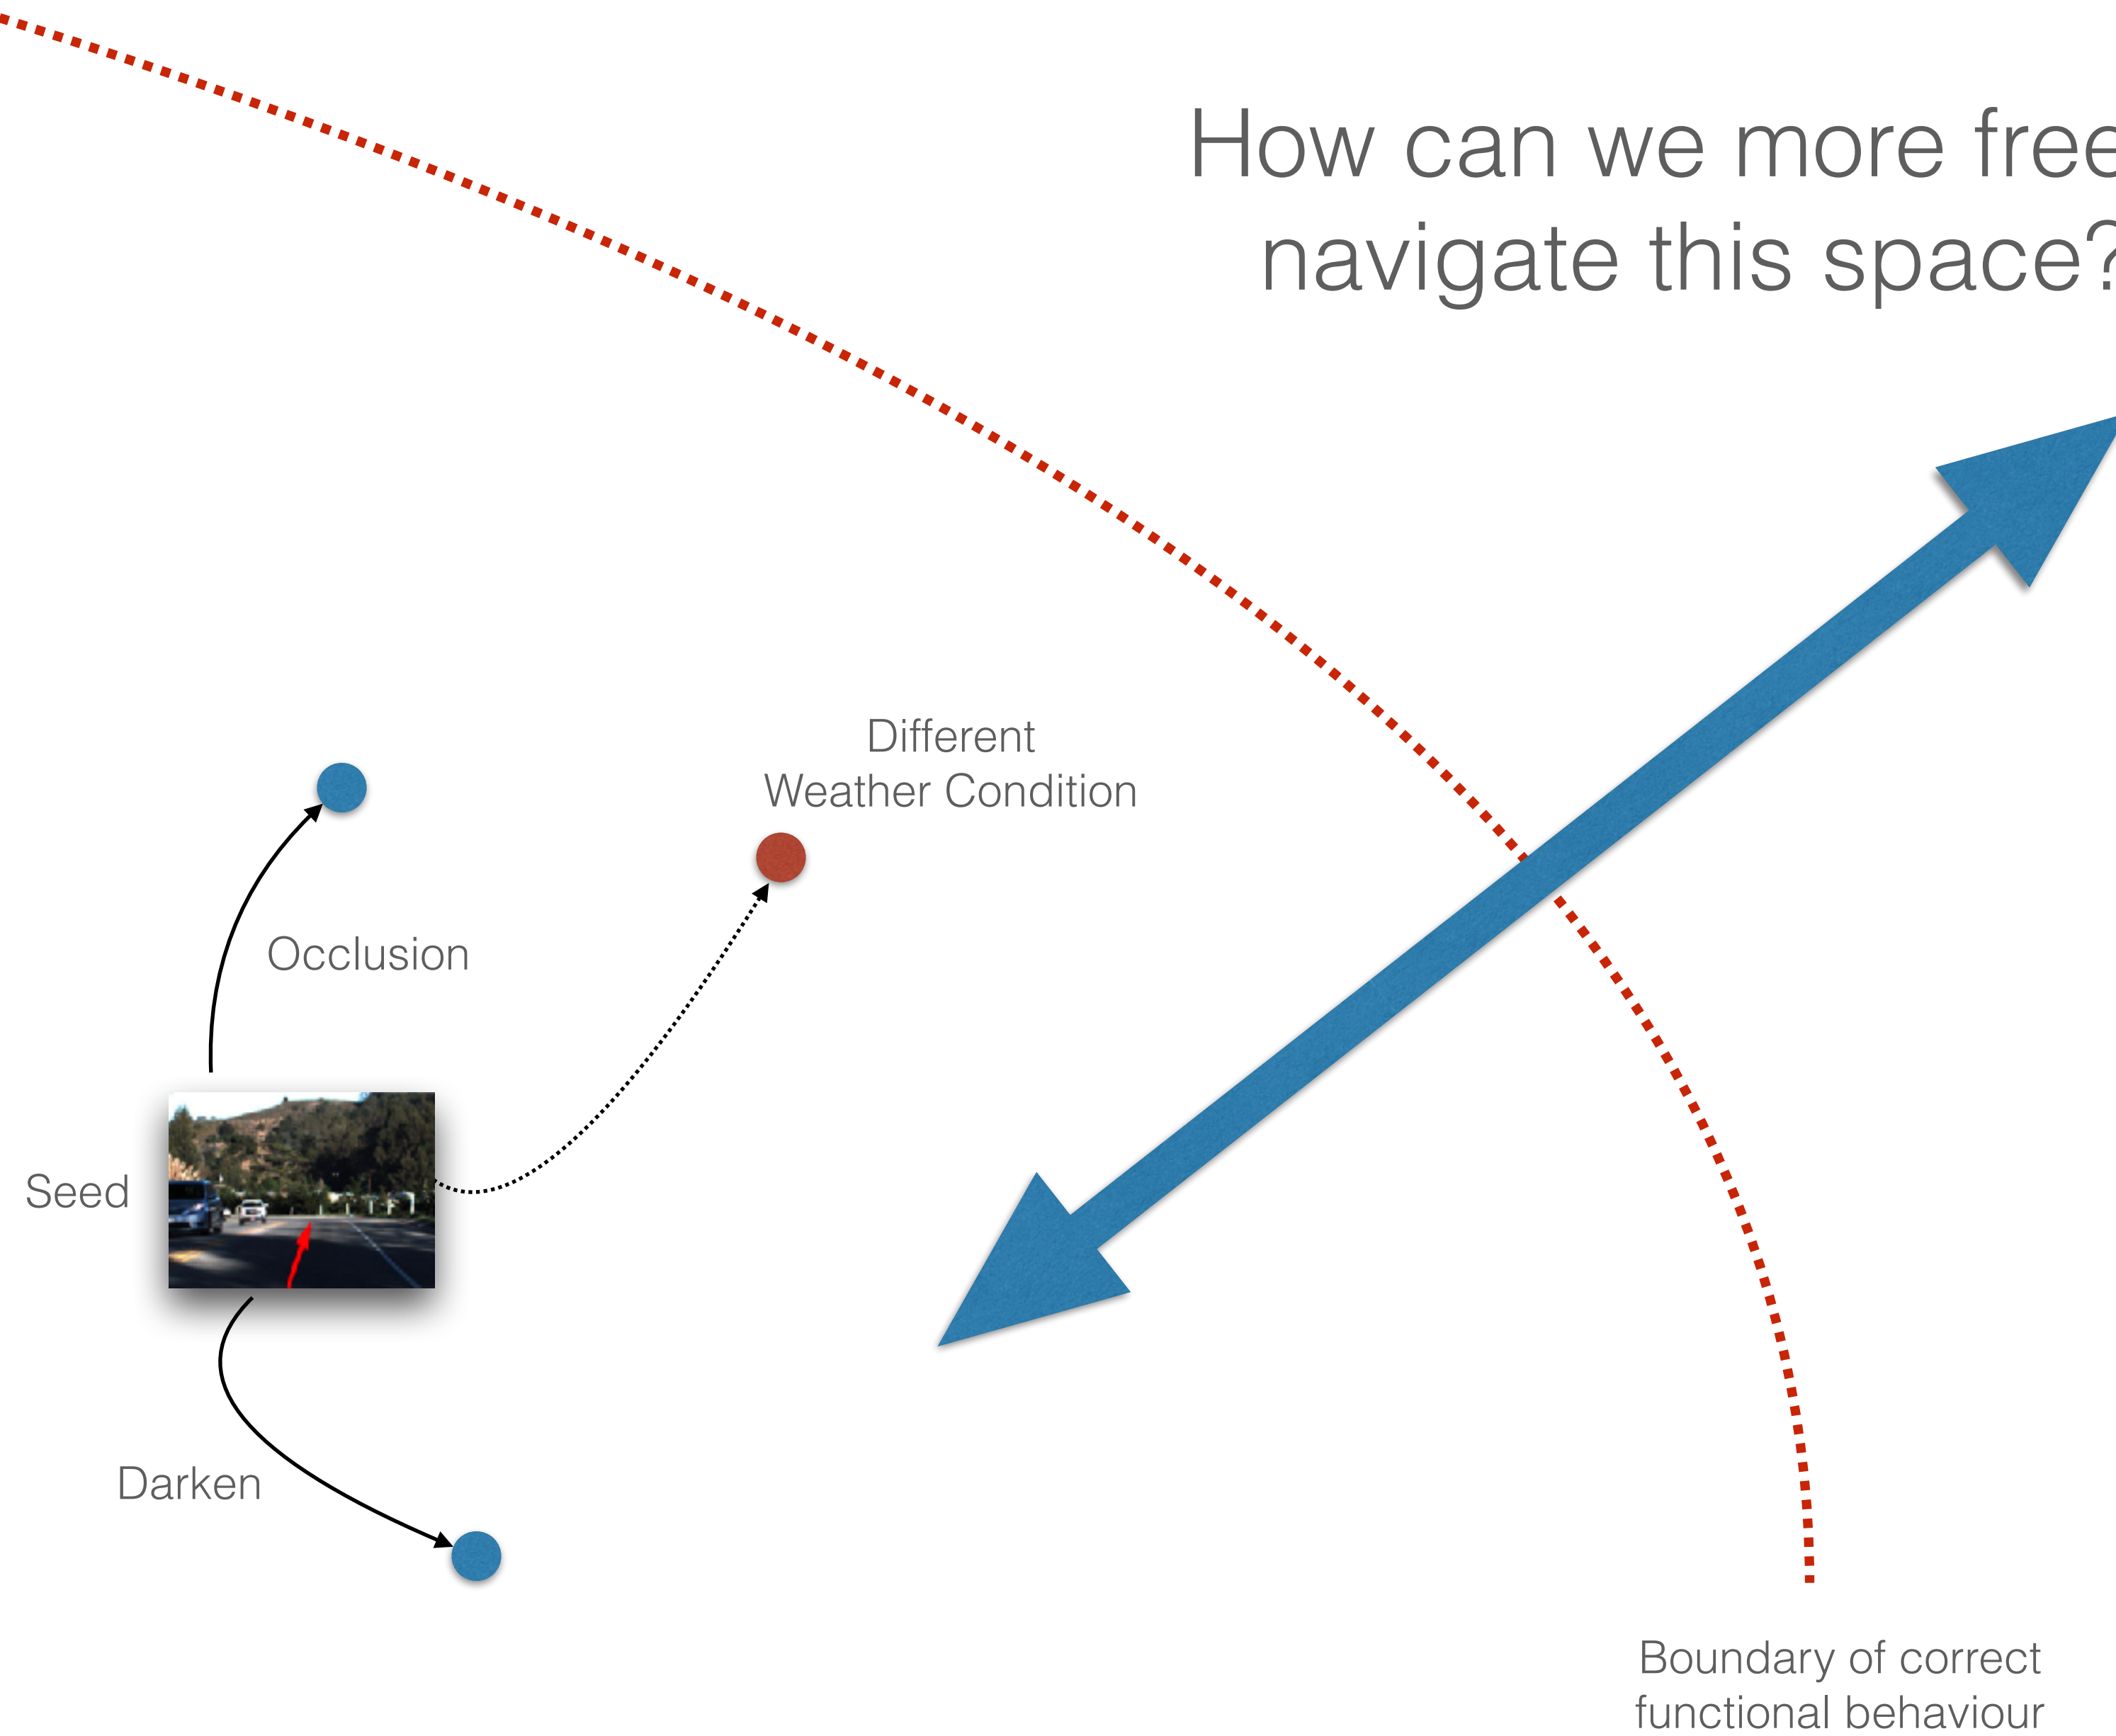 How can we more free
navigate this space?
Different
Weather Condition
Occlusion
Seed
Darken
Boundary of correct
functional behaviour